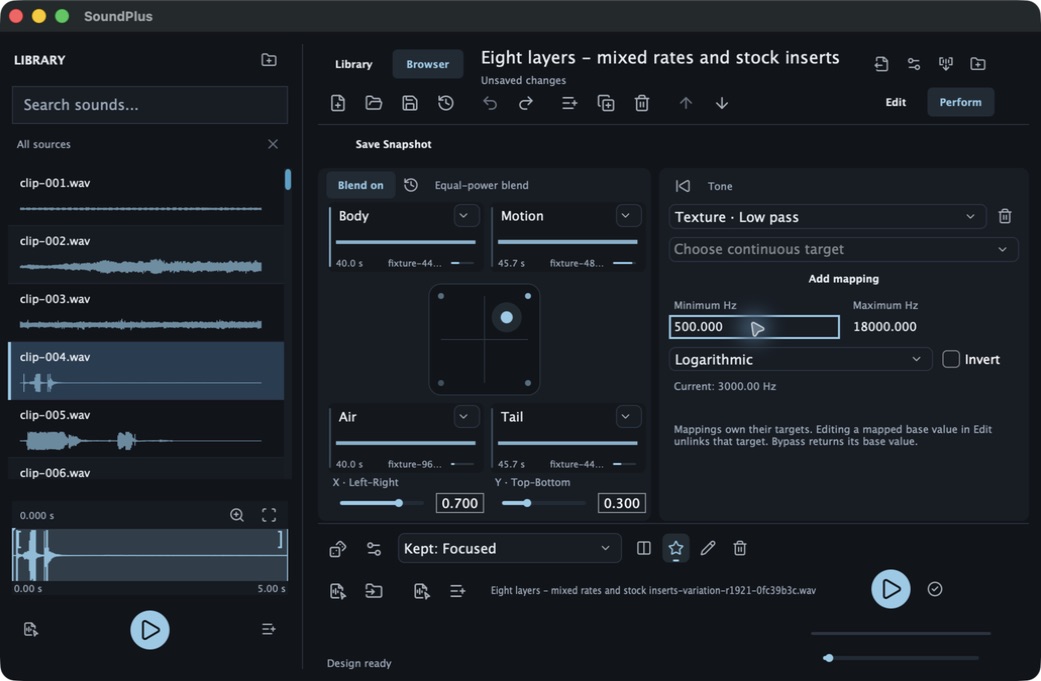 SoundPlus
LIBRARY
Search sounds...
All sources
clip-001.wav
clip-002.wav
clip-003.wav
clip-004.wav
clip-005.wav
clip-006.wav
0.000 s
[ ]
0.00 s 5.00 s
Library Browser Eight layers – mixed rates and stock inserts
Unsaved changes
Edit Perform
Save Snapshot
Blend on Equal-power blend
Body Motion
40.0 s fixture-44... 45.7 s fixture-48...
Air Tail
40.0 s fixture-96... 45.7 s fixture-44...
X · Left-Right Y · Top-Bottom
0.700 0.300
Tone
Texture · Low pass
Choose continuous target
Add mapping
Minimum Hz Maximum Hz
500.000 18000.000
Logarithmic Invert
Current: 3000.00 Hz
Mappings own their targets. Editing a mapped base value in Edit
unlinks that target. Bypass returns its base value.
Kept: Focused
Eight layers – mixed rates and stock inserts-variation-r1921-0fc39b3c.wav
Design ready